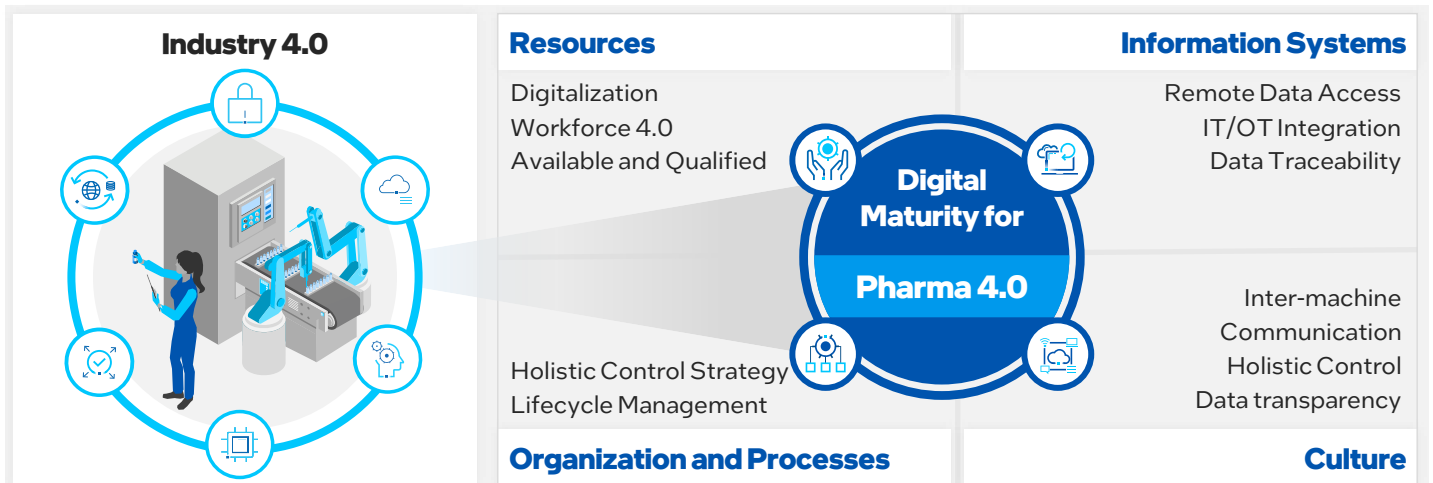 Industry 4.0
Resources
Digitalization
Workforce 4.0
Available and Qualified
Information Systems
Remote Data Access
IT/OT Integration
Data Traceability
Digital
Maturity for
Pharma 4.0
Holistic Control Strategy
Lifecycle Management
Organization and Processes
Inter-machine
Communication
Holistic Control
Data transparency
Culture